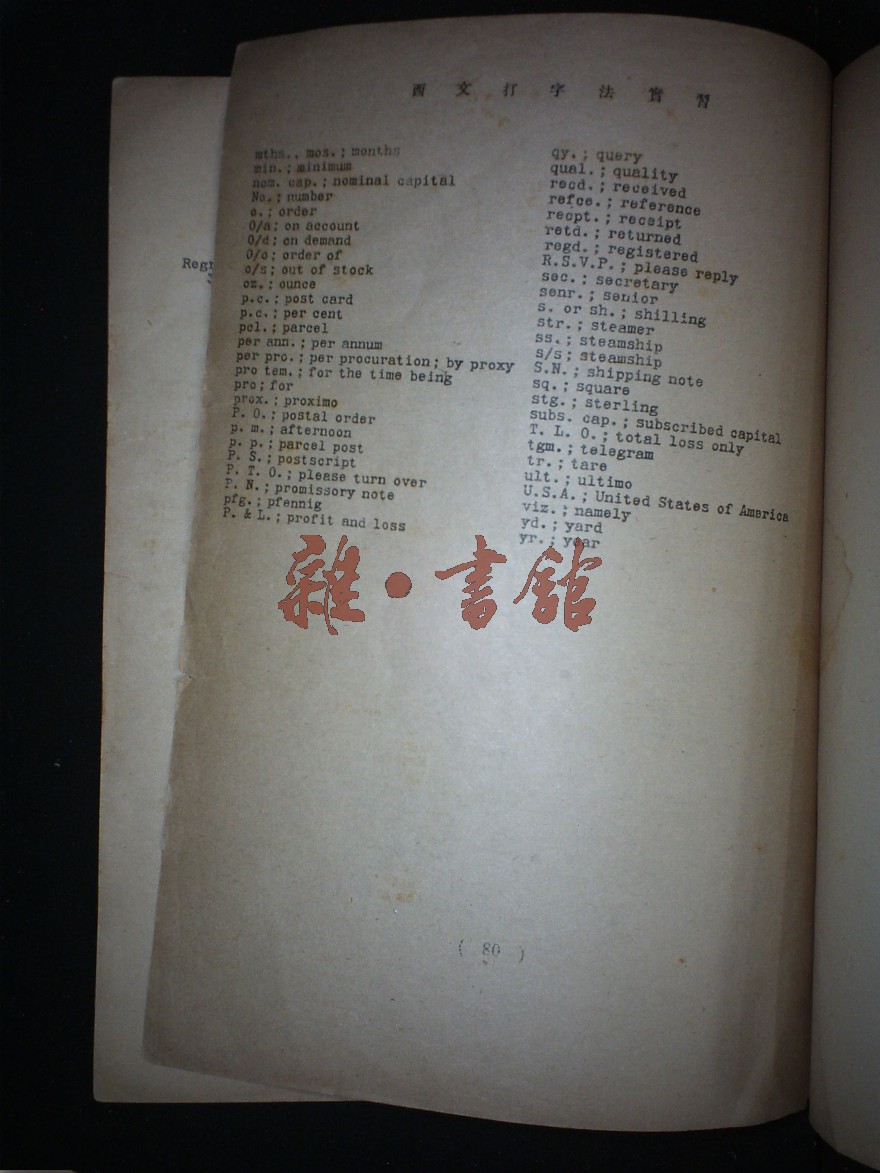 西文打字法實習
mths., mos.; months
min.; minimum
nom. cap.; nominal capital
No.; number
o.; order
O/a; on account
O/d; on demand
O/o; order of
o/s; out of stock
oz.; ounce
p.c.; post card
p.c.; per cent
pcl.; parcel
per ann.; per annum
per pro.; per procuration; by proxy
pro tem.; for the time being
pro; for
prox.; proximo
P. O.; postal order
p. m.; afternoon
p. p.; parcel post
P. S.; postscript
P. T. O.; please turn over
P. N.; promissory note
pfg.; pfennig
P. & L.; profit and loss
qy.; query
qual.; quality
recd.; received
refce.; reference
recpt.; receipt
retd.; returned
regd.; registered
R.S.V.P.; please reply
sec.; secretary
senr.; senior
s. or sh.; shilling
str.; steamer
ss.; steamship
s/s; steamship
S.N.; shipping note
sq.; square
stg.; sterling
subs. cap.; subscribed capital
T. L. O.; total loss only
tgm.; telegram
tr.; tare
ult.; ultimo
U.S.A.; United States of America
viz.; namely
yd.; yard
yr.; year
雜·書館
( 80 )